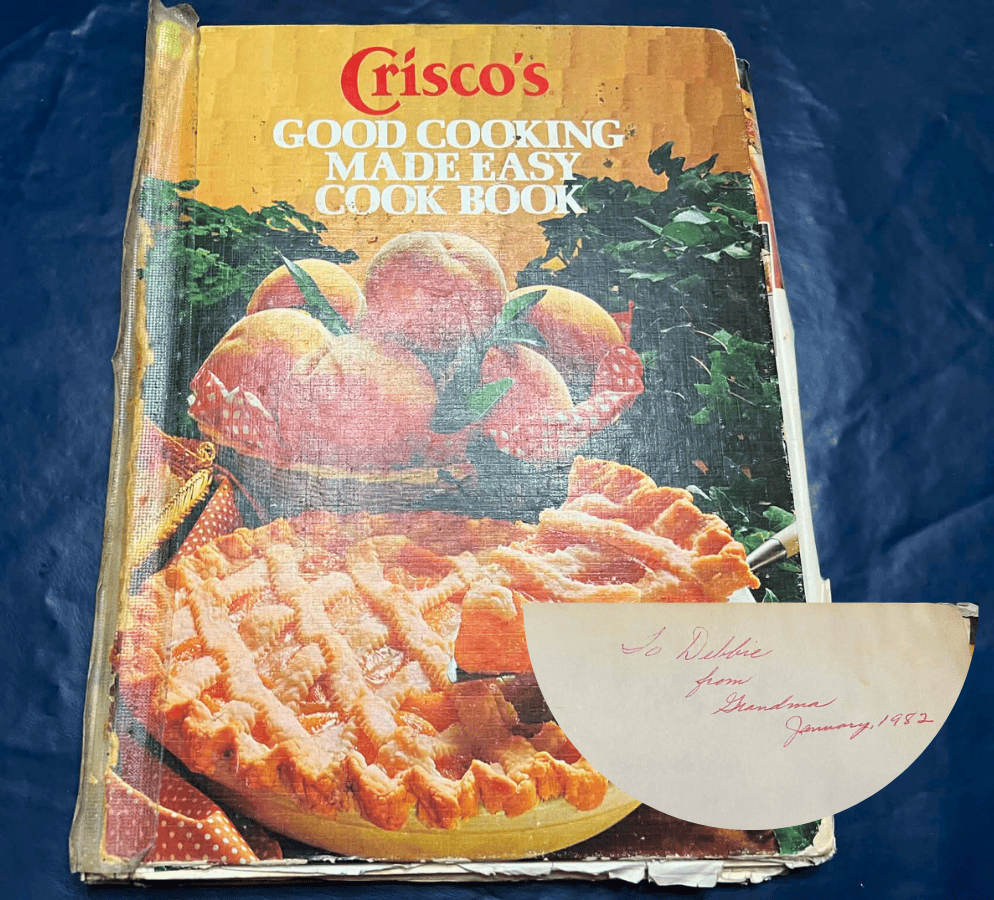 Crisco's
GOOD COOKING
MADE EASY
COOK BOOK
To Debbie
from
Grandma
January, 1982